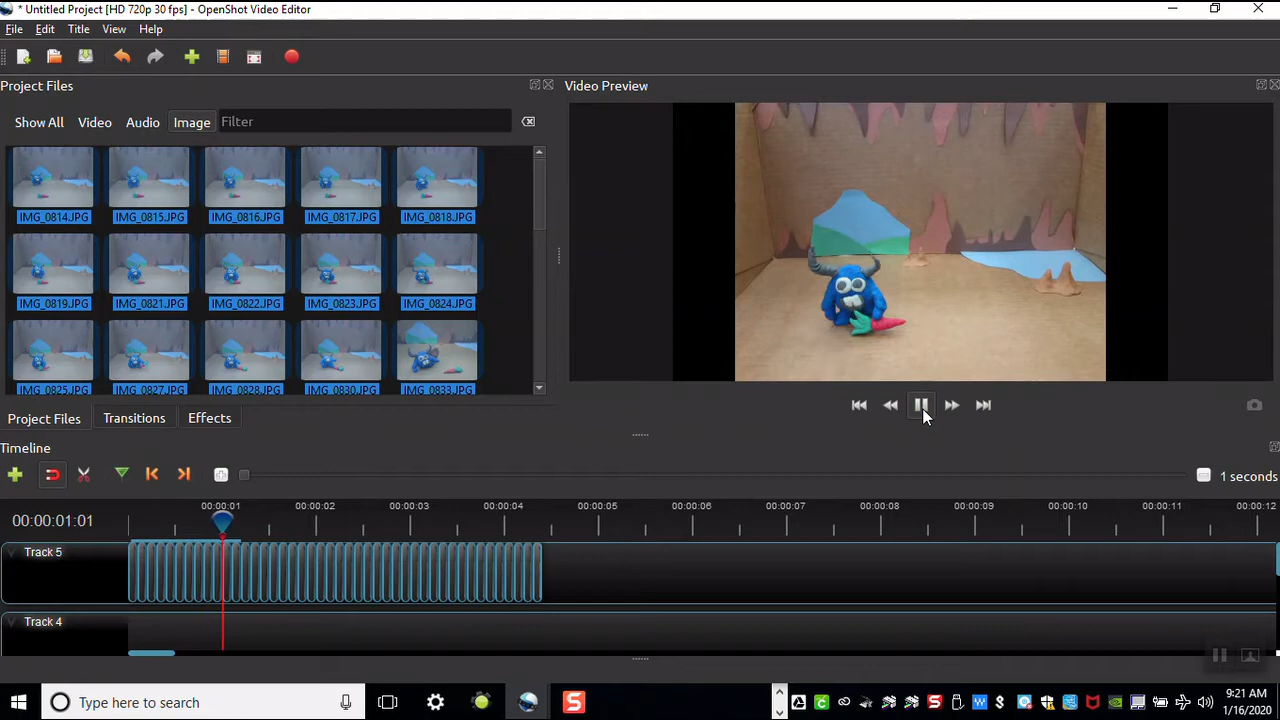 * Untitled Project [HD 720p 30 fps] - OpenShot Video Editor
File Edit Title View Help
Project Files
Video Preview
Show All Video Audio Image Filter
IMG_0814.JPG IMG_0815.JPG IMG_0816.JPG IMG_0817.JPG IMG_0818.JPG
IMG_0819.JPG IMG_0821.JPG IMG_0822.JPG IMG_0823.JPG IMG_0824.JPG
IMG_0825.JPG IMG_0827.JPG IMG_0828.JPG IMG_0830.JPG IMG_0833.JPG
Project Files Transitions Effects
Timeline
1 seconds
00:00:01:01
00:00:01 00:00:02 00:00:03 00:00:04 00:00:05 00:00:06 00:00:07 00:00:08 00:00:09 00:00:10 00:00:11 00:00:12
Track 5
Track 4
Type here to search
9:21 AM
1/16/2020